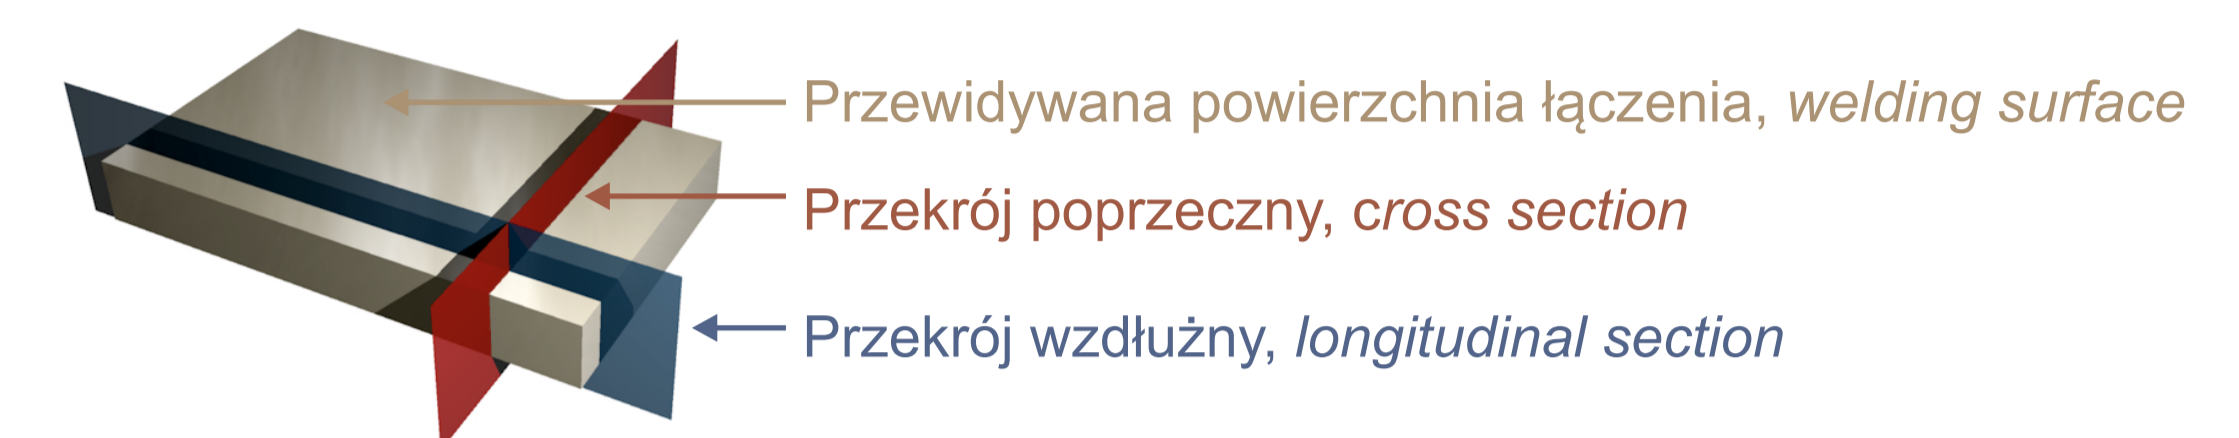 Przewidywana powierzchnia łączenia, welding surface
Przekrój poprzeczny, cross section
Przekrój wzdłużny, longitudinal section